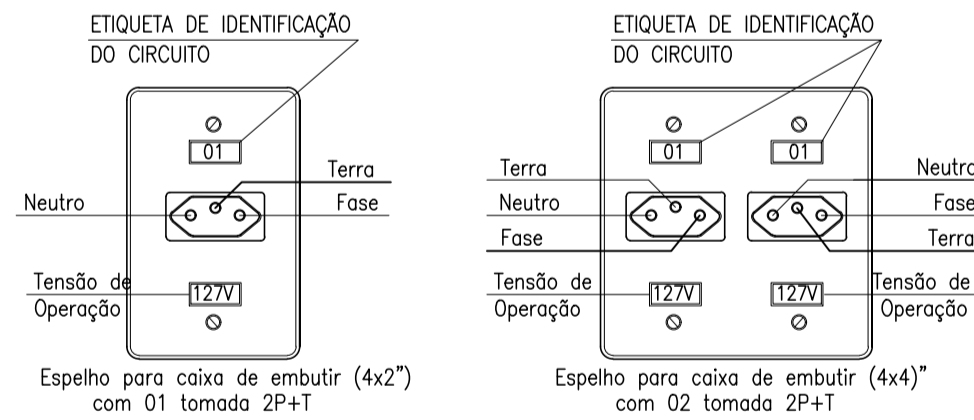 ETIQUETA DE IDENTIFICAÇÃO
DO CIRCUITO
01
Terra
Neutro
Fase
Tensão de
Operação
127V
Espelho para caixa de embutir (4x2")
com 01 tomada 2P+T
ETIQUETA DE IDENTIFICAÇÃO
DO CIRCUITO
01
01
Terra
Neutro
Neutro
Fase
Fase
Terra
Tensão de
Operação
127V
127V
Tensão de
Operação
Espelho para caixa de embutir (4x4)"
com 02 tomada 2P+T